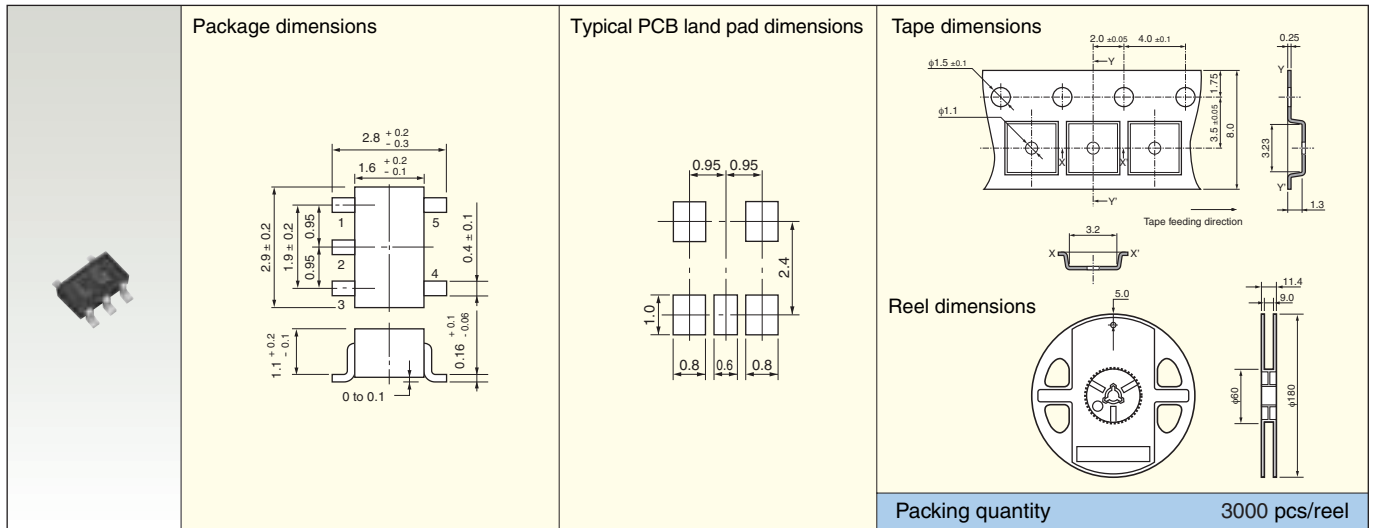 Package dimensions
2.8 + 0.2 - 0.3
1.6 + 0.2 - 0.1
2.9 ± 0.2
1.9 ± 0.2
0.95
0.95
1
2
3
5
4
0.4 ± 0.1
1.1 + 0.2 - 0.1
0.16 + 0.1 - 0.06
0 to 0.1
Typical PCB land pad dimensions
0.95 0.95
2.4
1.0
0.8 0.6 0.8
Tape dimensions
2.0 ±0.05 4.0 ±0.1
0.25
φ1.5 ±0.1
Y
Y
1.75
φ1.1
3.5 ±0.05
8.0
3.23
X X'
Y'
Y'
1.3
Tape feeding direction
3.2
X X'
Reel dimensions
5.0
11.4
9.0
φ60
φ180
Packing quantity 3000 pcs/reel